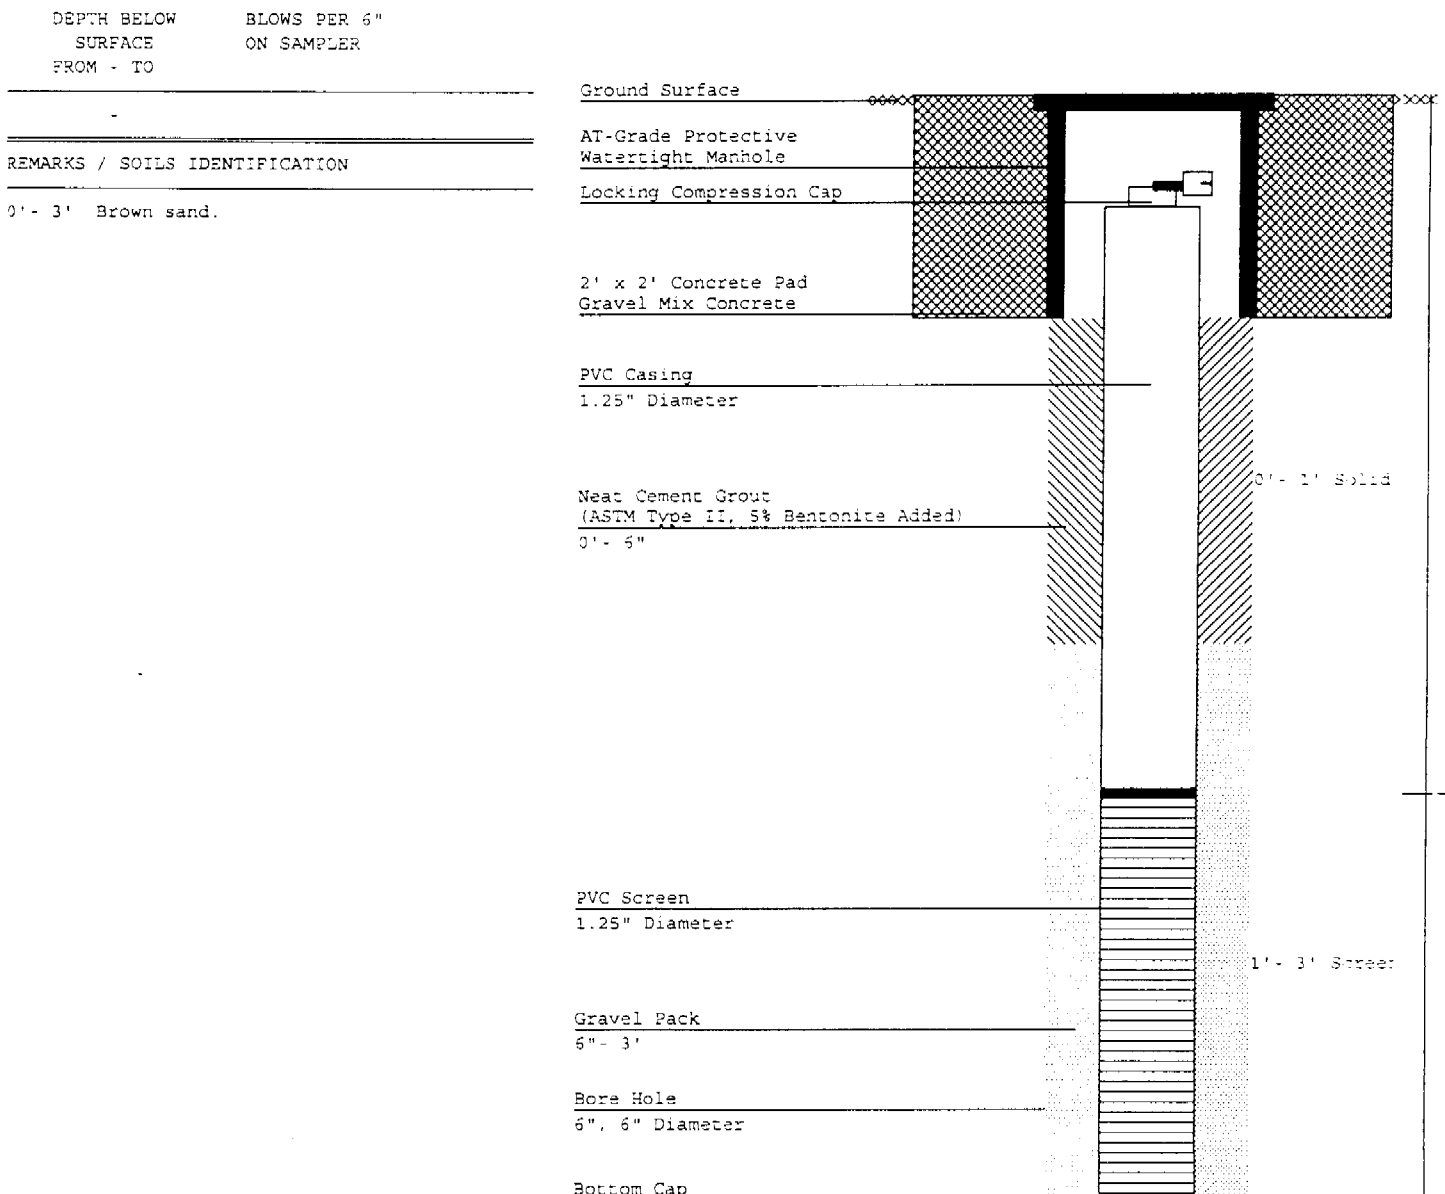 DEPTH BELOW BLOWS PER 6"
SURFACE ON SAMPLER
FROM - TO
-
REMARKS / SOILS IDENTIFICATION
0'- 3' Brown sand.
Ground Surface
AT-Grade Protective
Watertight Manhole
Locking Compression Cap
2' x 2' Concrete Pad
Gravel Mix Concrete
PVC Casing
1.25" Diameter
0'- 1' Solid
Neat Cement Grout
(ASTM Type II, 5% Bentonite Added)
0'- 6"
PVC Screen
1.25" Diameter
1'- 3' Screen
Gravel Pack
6"- 3'
Bore Hole
6", 6" Diameter
Bottom Cap